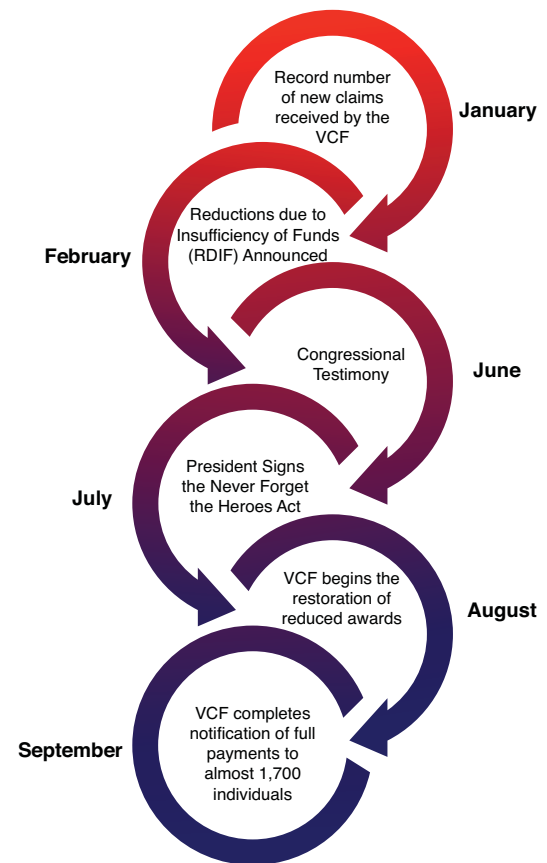 Record number
of new claims
received by the
VCF
January
Reductions due to
Insufficiency of Funds
(RDIF) Announced
February
Congressional
Testimony
June
President Signs
the Never Forget
the Heroes Act
July
VCF begins the
restoration of
reduced awards
August
VCF completes
notification of full
payments to
almost 1,700
individuals
September